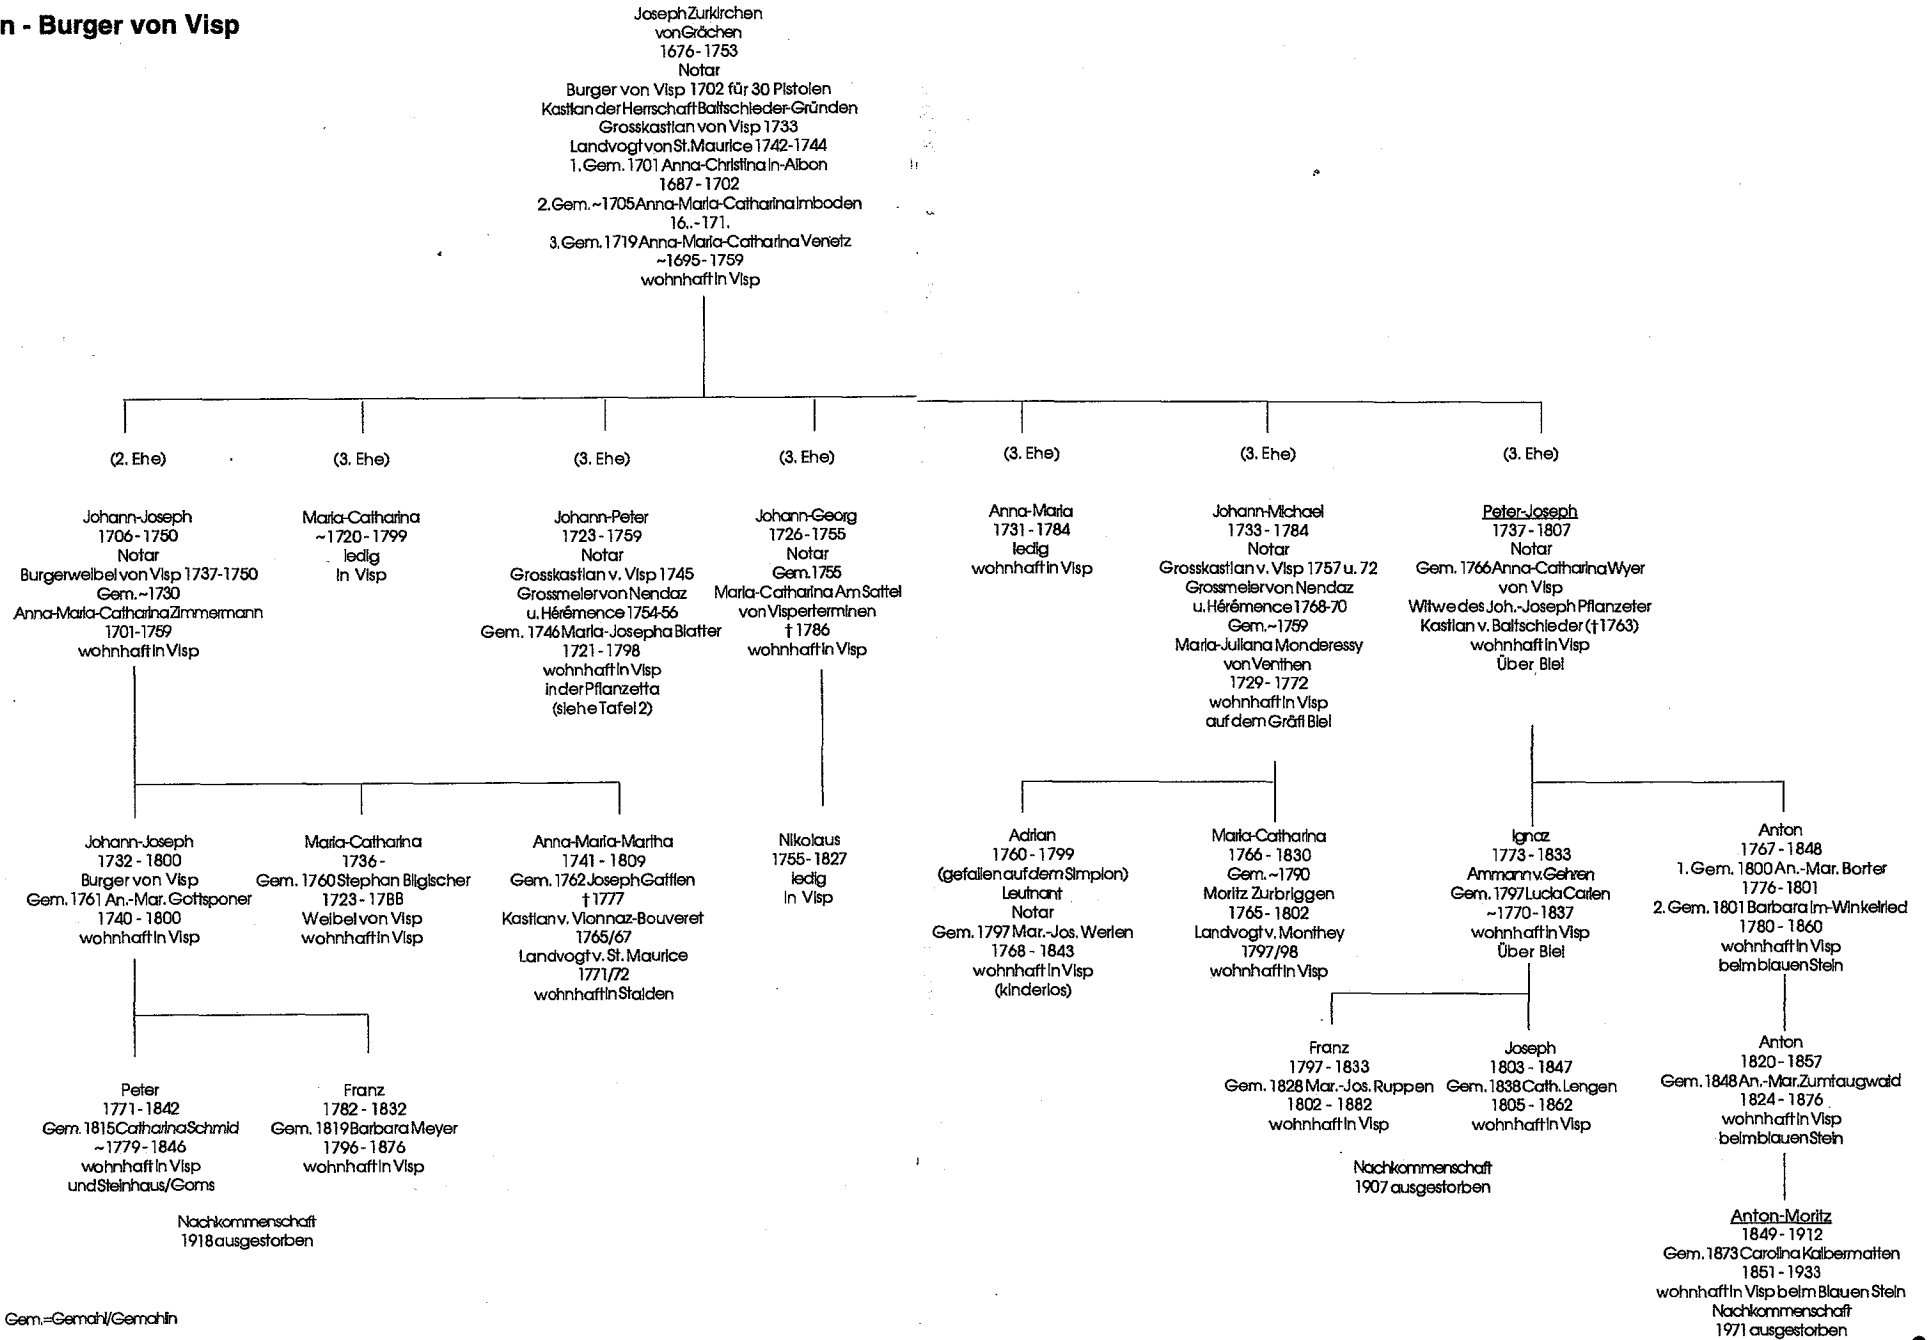 n - Burger von Visp
Joseph Zurkirchen
von Grächen
1676 - 1753
Notar
Burger von Visp 1702 für 30 Pistolen
Kastlan der Herrschaft Baltschieder-Gründen
Grosskastlan von Visp 1733
Landvogt von St. Maurice 1742-1744
1. Gem. 1701 Anna-Christina In-Albon
1687 - 1702
2. Gem. ~1705 Anna-Maria-Catharina Imboden
16.. - 171.
3. Gem. 1719 Anna-Maria-Catharina Venetz
~1695 - 1759
wohnhaft in Visp
(2. Ehe)
Johann-Joseph
1706 - 1750
Notar
Burgerweibel von Visp 1737-1750
Gem. ~1730
Anna-Maria-Catharina Zimmermann
1701-1759
wohnhaft in Visp
(3. Ehe)
Maria-Catharina
~1720 - 1799
ledig
in Visp
(3. Ehe)
Johann-Peter
1723 - 1759
Notar
Grosskastlan v. Visp 1745
Grossmeier von Nendaz
u. Hérémence 1754-56
Gem. 1746 Maria-Josepha Blatter
1721 - 1798
wohnhaft in Visp
in der Pflanzetta
(siehe Tafel 2)
(3. Ehe)
Johann-Georg
1726 - 1755
Notar
Gem. 1755
Maria-Catharina Am Sattel
von Visperterminen
† 1786
wohnhaft in Visp
(3. Ehe)
Anna-Maria
1731 - 1784
ledig
wohnhaft in Visp
(3. Ehe)
Johann-Michael
1733 - 1784
Notar
Grosskastlan v. Visp 1757 u. 72
Grossmeier von Nendaz
u. Hérémence 1768-70
Gem. ~1759
Maria-Juliana Monderessy
von Venthen
1729 - 1772
wohnhaft in Visp
auf dem Gräfi Biel
(3. Ehe)
Peter-Joseph
1737 - 1807
Notar
Gem. 1766 Anna-Catharina Wyer
von Visp
Witwe des Joh.-Joseph Pflanzeter
Kastlan v. Baltschieder († 1763)
wohnhaft in Visp
Über Biel
Johann-Joseph
1732 - 1800
Burger von Visp
Gem. 1761 An.-Mar. Gottsponer
1740 - 1800
wohnhaft in Visp
Maria-Catharina
1736 -
Gem. 1760 Stephan Bilgischer
1723 - 1788
Weibel von Visp
wohnhaft in Visp
Anna-Maria-Martha
1741 - 1809
Gem. 1762 Joseph Gafflen
† 1777
Kastlan v. Vionnaz-Bouveret
1765/67
Landvogt v. St. Maurice
1771/72
wohnhaft in Stalden
Nikolaus
1755 - 1827
ledig
in Visp
Adrian
1760 - 1799
(gefallen auf dem Simplon)
Leutnant
Notar
Gem. 1797 Mar.-Jos. Werlen
1768 - 1843
wohnhaft in Visp
(kinderlos)
Maria-Catharina
1766 - 1830
Gem. ~1790
Moritz Zurbriggen
1765 - 1802
Landvogt v. Monthey
1797/98
wohnhaft in Visp
Ignaz
1773 - 1833
Ammann v. Gehren
Gem. 1797 Lucia Carlen
~1770 - 1837
wohnhaft in Visp
Über Biel
Anton
1767 - 1848
1. Gem. 1800 An.-Mar. Borter
1776 - 1801
2. Gem. 1801 Barbara Im-Winkelried
1780 - 1860
wohnhaft in Visp
beim blauen Stein
Peter
1771 - 1842
Gem. 1815 Catharina Schmid
~1779 - 1846
wohnhaft in Visp
und Steinhaus/Goms
Franz
1782 - 1832
Gem. 1819 Barbara Meyer
1796 - 1876
wohnhaft in Visp
Nachkommenschaft
1918 ausgestorben
Franz
1797 - 1833
Gem. 1828 Mar.-Jos. Ruppen
1802 - 1882
wohnhaft in Visp
Joseph
1803 - 1847
Gem. 1838 Cath. Lengen
1805 - 1862
wohnhaft in Visp
Nachkommenschaft
1907 ausgestorben
Anton
1820 - 1857
Gem. 1848 An.-Mar. Zumtaugwald
1824 - 1876
wohnhaft in Visp
beim blauen Stein
Anton-Moritz
1849 - 1912
Gem. 1873 Carolina Kalbermatten
1851 - 1933
wohnhaft in Visp beim Blauen Stein
Nachkommenschaft
1971 ausgestorben
Gem.=Gemahl/Gemahlin